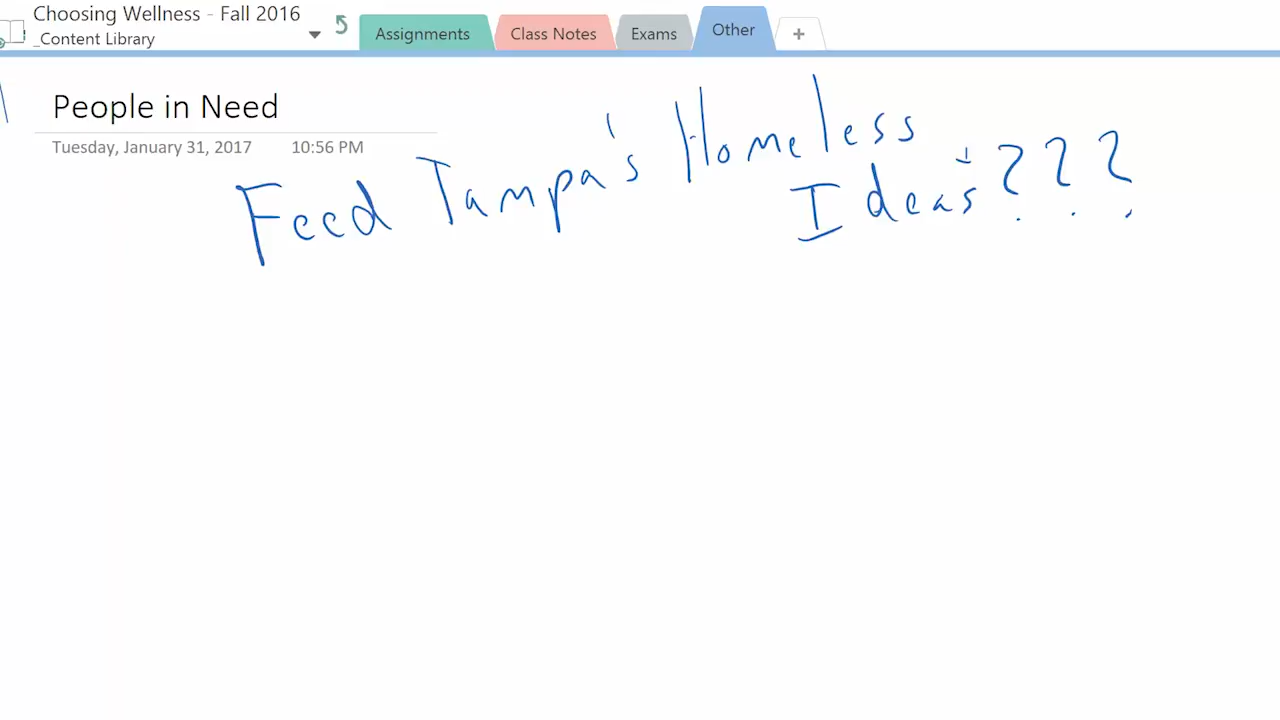 Choosing Wellness - Fall 2016
_Content Library
Assignments
Class Notes
Exams
Other
+
People in Need
Tuesday, January 31, 2017 10:56 PM
Feed Tampa's Homeless
Ideas ???